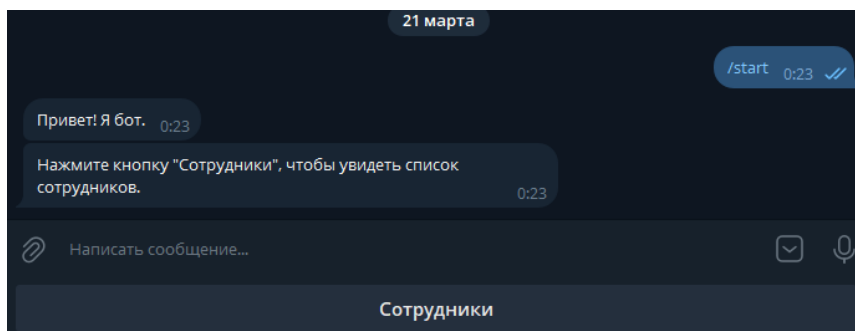 21 марта
/start 0:23
Привет! Я бот. 0:23
Нажмите кнопку "Сотрудники", чтобы увидеть список
сотрудников. 0:23
Написать сообщение...
Сотрудники